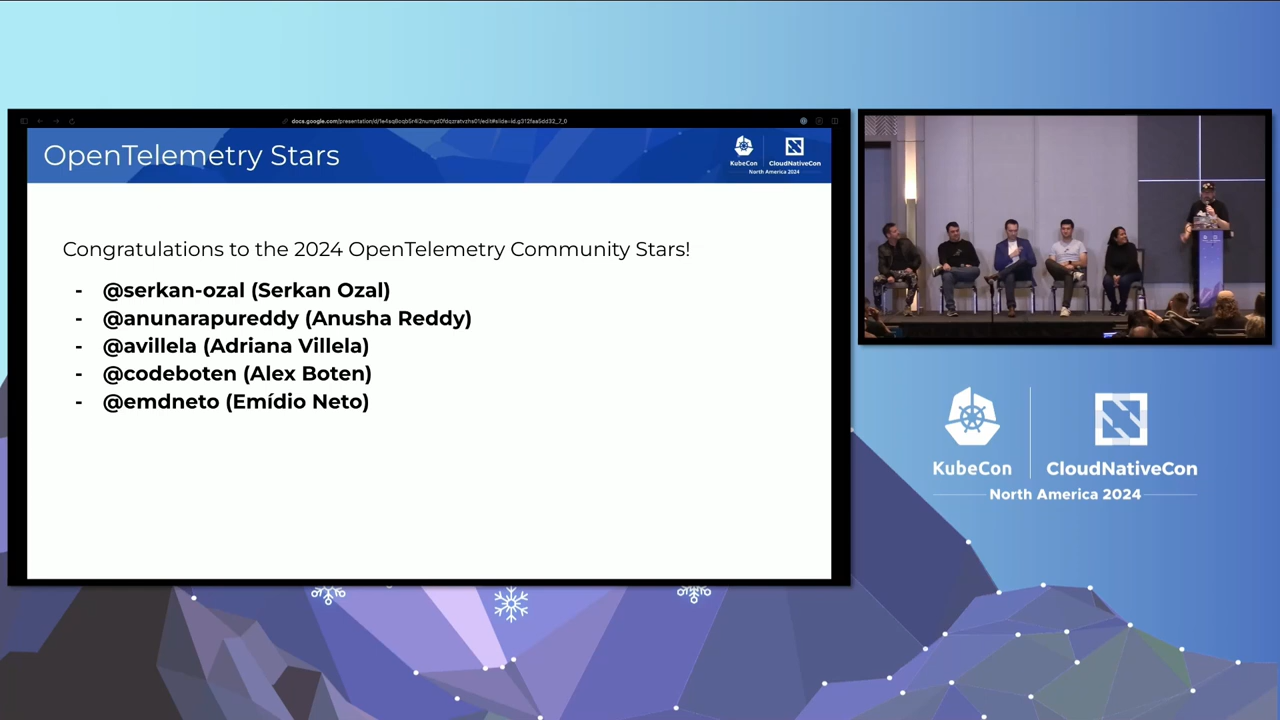 OpenTelemetry Stars
KubeCon
CloudNativeCon
North America 2024
Congratulations to the 2024 OpenTelemetry Community Stars!
- @serkan-ozal (Serkan Ozal)
- @anunarapureddy (Anusha Reddy)
- @avillela (Adriana Villela)
- @codeboten (Alex Boten)
- @emdneto (Emídio Neto)
KubeCon
CloudNativeCon
North America 2024